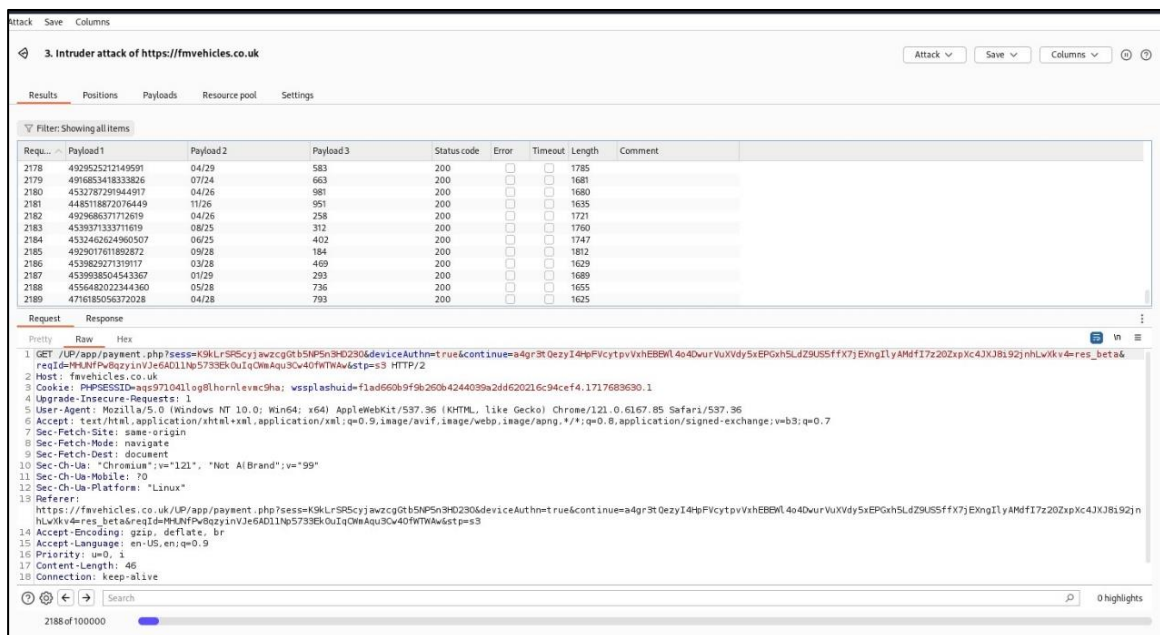 Attack Save Columns
3. Intruder attack of https://fmvehicles.co.uk
Attack Save Columns
Results Positions Payloads Resource pool Settings
Filter: Showing all items
Requ... Payload 1 Payload 2 Payload 3 Status code Error Timeout Length Comment
2178 4929525212149591 04/29 583 200 1785
2179 4916853418333826 07/24 663 200 1681
2180 4532787291944917 04/26 981 200 1680
2181 4485118872076449 11/26 951 200 1635
2182 4929686371712619 04/26 258 200 1721
2183 4539371333711619 08/25 312 200 1760
2184 4532462624960507 06/25 402 200 1747
2185 4929017611892872 09/28 184 200 1812
2186 4539829271319117 03/28 469 200 1629
2187 4539938504543367 01/29 293 200 1689
2188 4556482022344360 05/28 736 200 1655
2189 4716185056372028 04/28 793 200 1625
Request Response
Pretty Raw Hex
\n
1 GET /UP/app/payment.php?sess=K9kLrSR5cyjawzcgGtb5NP5n3HD230&deviceAuthn=true&continue=a4gr3tQezyI4HpFVcytpvVxhEBEWl4o4DwurVuXVdy5xEPGxh5LdZ9US5ffX7jEXngIlyAMdfI7z20ZxpXc4JXJ8i92jnhLwXkv4=res_beta&
reqId=MHUNfPw8qzyinVJe6AD11Np5733EkOuIqCWmAqu3Cw4OfWTWAw&stp=s3 HTTP/2
2 Host: fmvehicles.co.uk
3 Cookie: PHPSESSID=aqs971041log8lhornlevmc9ha; wssplashuid=f1ad660b9f9b260b4244039a2dd620216c94cef4.1717683630.1
4 Upgrade-Insecure-Requests: 1
5 User-Agent: Mozilla/5.0 (Windows NT 10.0; Win64; x64) AppleWebKit/537.36 (KHTML, like Gecko) Chrome/121.0.6167.85 Safari/537.36
6 Accept: text/html,application/xhtml+xml,application/xml;q=0.9,image/avif,image/webp,image/apng,*/*;q=0.8,application/signed-exchange;v=b3;q=0.7
7 Sec-Fetch-Site: same-origin
8 Sec-Fetch-Mode: navigate
9 Sec-Fetch-Dest: document
10 Sec-Ch-Ua: "Chromium";v="121", "Not A(Brand";v="99"
11 Sec-Ch-Ua-Mobile: ?0
12 Sec-Ch-Ua-Platform: "Linux"
13 Referer:
https://fmvehicles.co.uk/UP/app/payment.php?sess=K9kLrSR5cyjawzcgGtb5NP5n3HD230&deviceAuthn=true&continue=a4gr3tQezyI4HpFVcytpvVxhEBEWl4o4DwurVuXVdy5xEPGxh5LdZ9US5ffX7jEXngIlyAMdfI7z20ZxpXc4JXJ8i92jn
hLwXkv4=res_beta&reqId=MHUNfPw8qzyinVJe6AD11Np5733EkOuIqCWmAqu3Cw4OfWTWAw&stp=s3
14 Accept-Encoding: gzip, deflate, br
15 Accept-Language: en-US,en;q=0.9
16 Priority: u=0, i
17 Content-Length: 46
18 Connection: keep-alive
Search 0 highlights
2188 of 100000